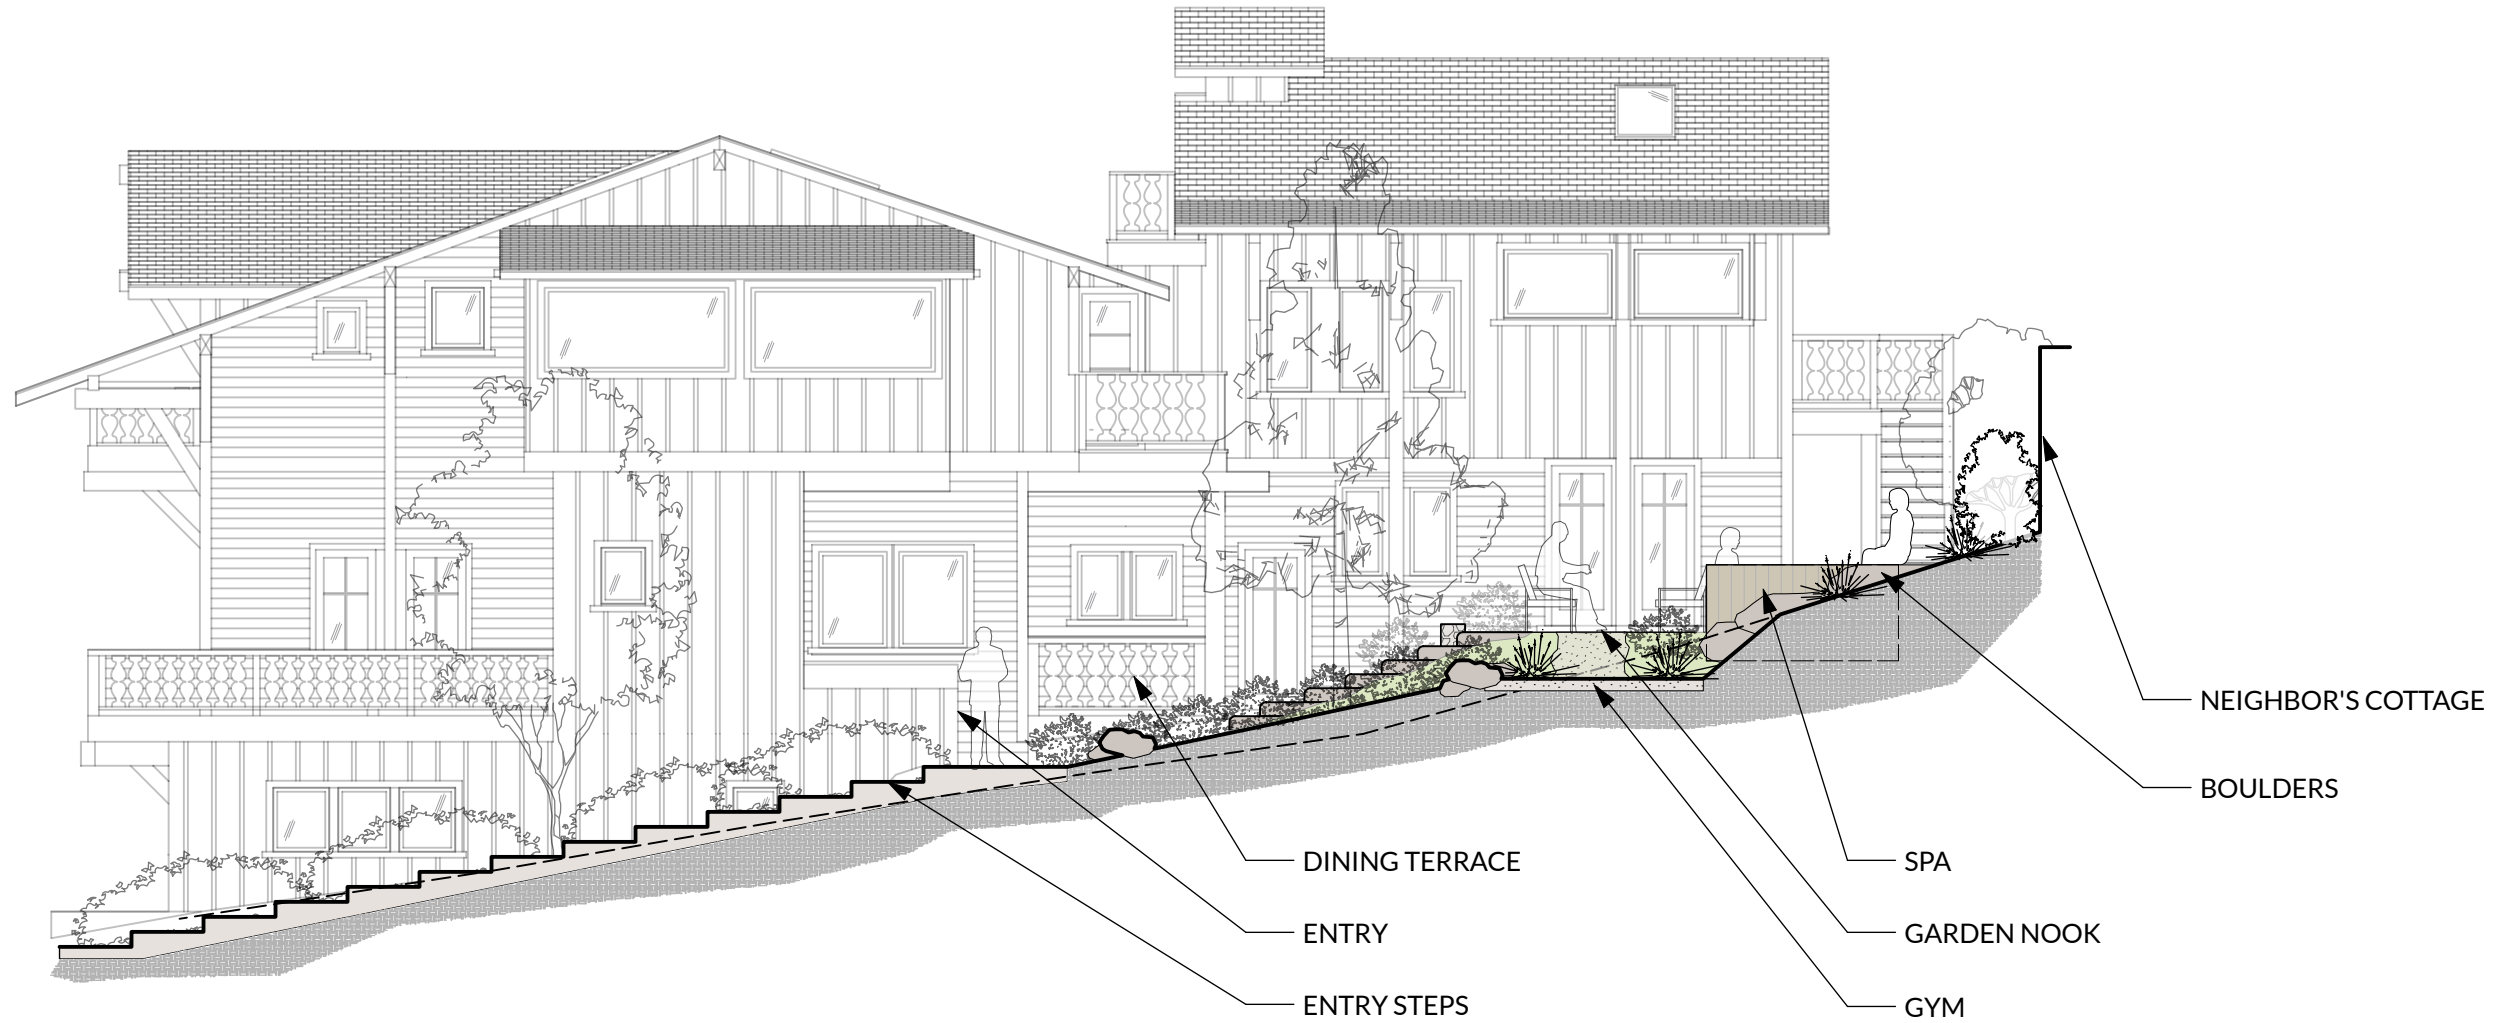 NEIGHBOR'S COTTAGE
BOULDERS
DINING TERRACE
SPA
ENTRY
GARDEN NOOK
ENTRY STEPS
GYM